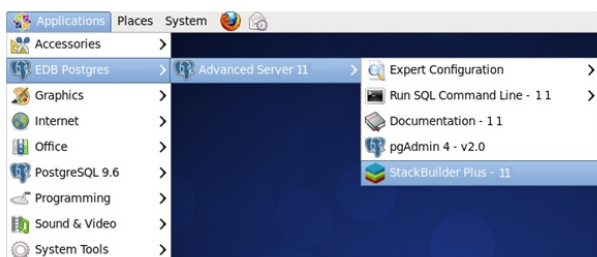 Applications Places System
Accessories
EDB Postgres
Advanced Server 11
Expert Configuration
Graphics
Run SQL Command Line - 11
Internet
Documentation - 11
Office
pgAdmin 4 - v2.0
PostgreSQL 9.6
StackBuilder Plus - 11
Programming
Sound & Video
System Tools